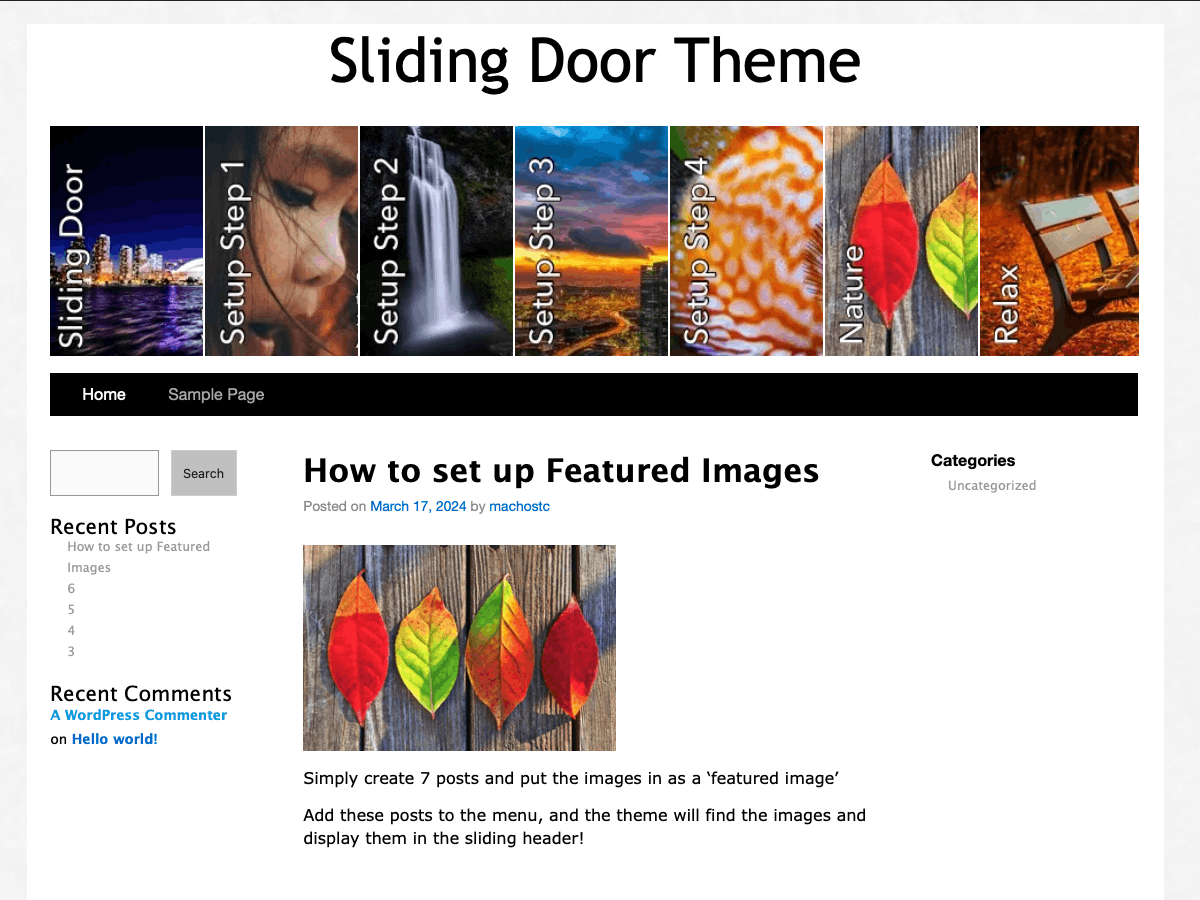 Sliding Door Theme
Sliding Door
Setup Step 1
Setup Step 2
Setup Step 3
Setup Step 4
Nature
Relax
Home
Sample Page
Search
Recent Posts
How to set up Featured
Images
6
5
4
3
Recent Comments
A WordPress Commenter
on Hello world!
How to set up Featured Images
Posted on March 17, 2024 by machostc
Simply create 7 posts and put the images in as a ‘featured image’
Add these posts to the menu, and the theme will find the images and
display them in the sliding header!
Categories
Uncategorized